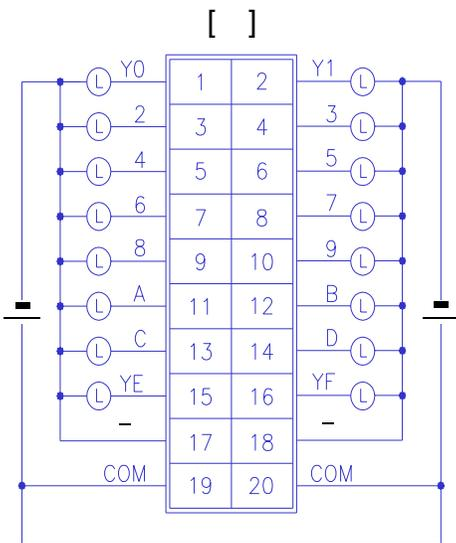 [ ]
Y0 1 2 Y1
L L
2 3 4 3
L L
4 5 6 5
L L
6 7 8 7
L L
8 9 10 9
L L
A 11 12 B
L L
C 13 14 D
L L
YE 15 16 YF
L L
– 17 18 –
COM 19 20 COM